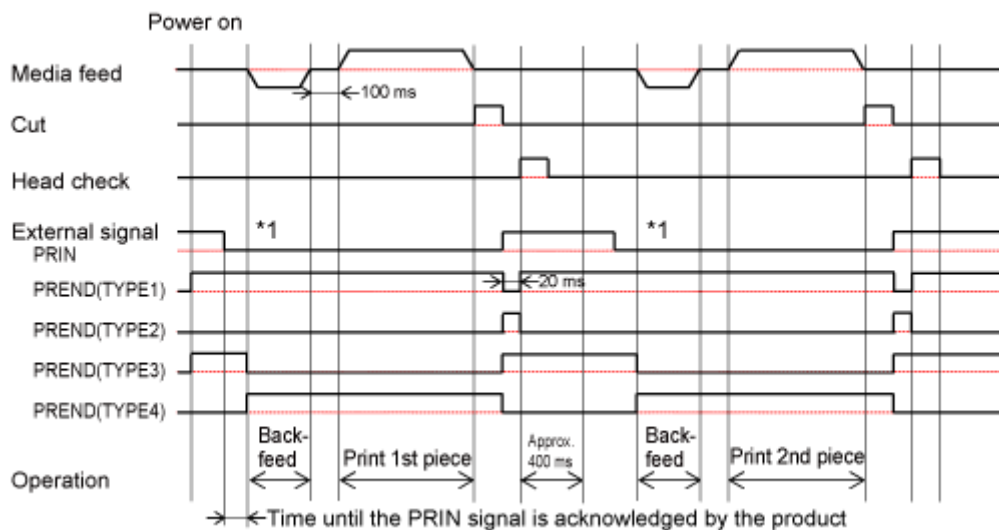 Power on
Media feed
100 ms
Cut
Head check
External signal
*1
*1
PRIN
PREND(TYPE1)
20 ms
PREND(TYPE2)
PREND(TYPE3)
PREND(TYPE4)
Operation
Back-
feed
Print 1st piece
Approx.
400 ms
Back-
feed
Print 2nd piece
Time until the PRIN signal is acknowledged by the product